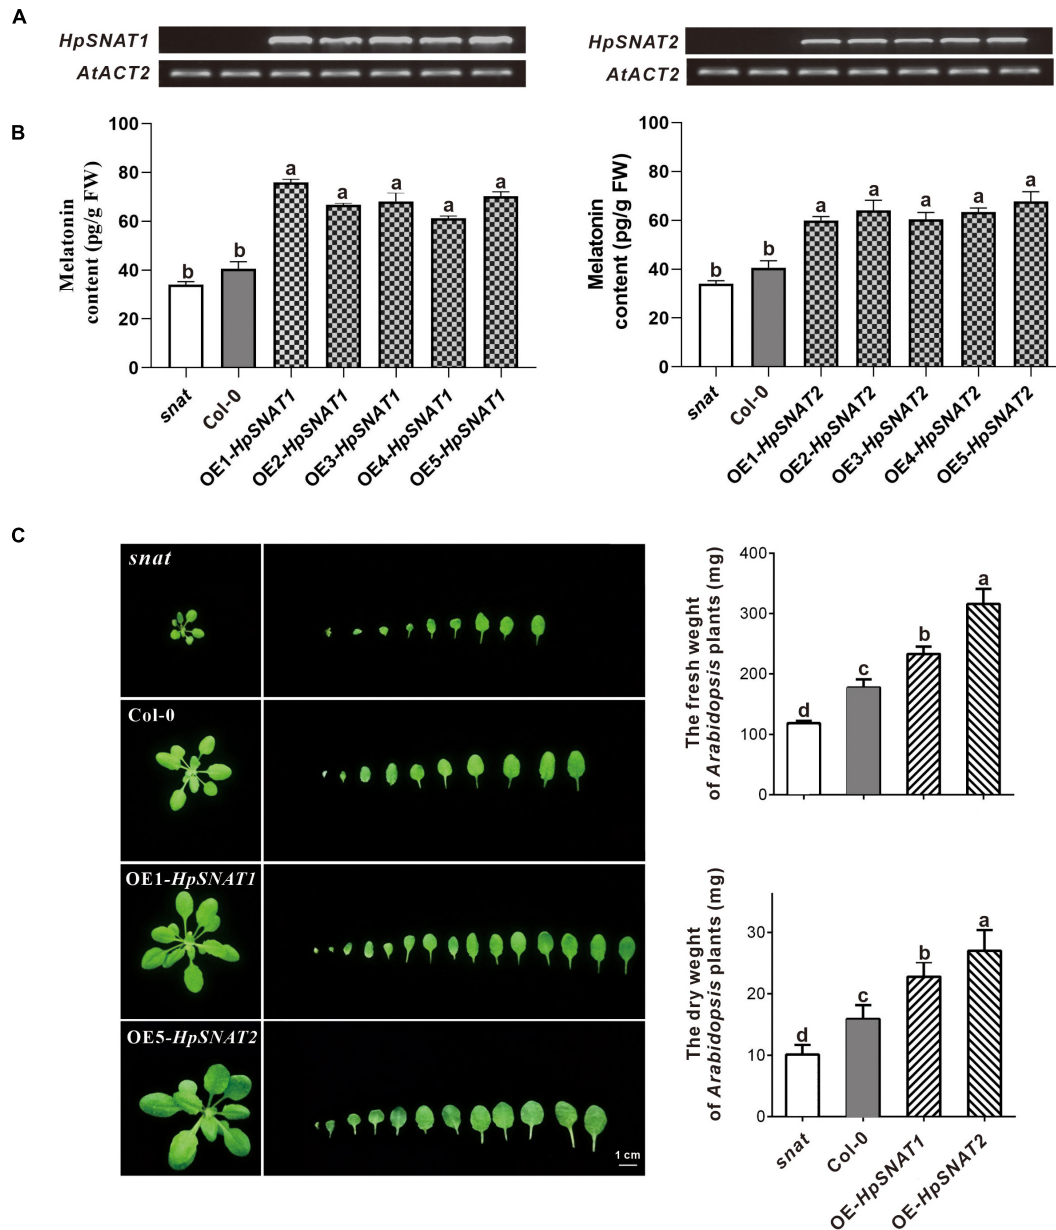 A
HpSNAT1
AtACT2
HpSNAT2
AtACT2
B
Melatonin
content (pg/g FW)
100
80
60
40
20
0
b
b
a
a
a
a
a
snat
Col-0
OE1-HpSNAT1
OE2-HpSNAT1
OE3-HpSNAT1
OE4-HpSNAT1
OE5-HpSNAT1
Melatonin
content (pg/g FW)
100
80
60
40
20
0
b
b
a
a
a
a
a
snat
Col-0
OE1-HpSNAT2
OE2-HpSNAT2
OE3-HpSNAT2
OE4-HpSNAT2
OE5-HpSNAT2
C
snat
Col-0
OE1-HpSNAT1
OE5-HpSNAT2
1 cm
The fresh weght
of Arabidopsis plants (mg)
400
300
200
100
0
d
c
b
a
The dry weght
of Arabidopsis plants (mg)
30
20
10
0
d
c
b
a
snat
Col-0
OE-HpSNAT1
OE-HpSNAT2